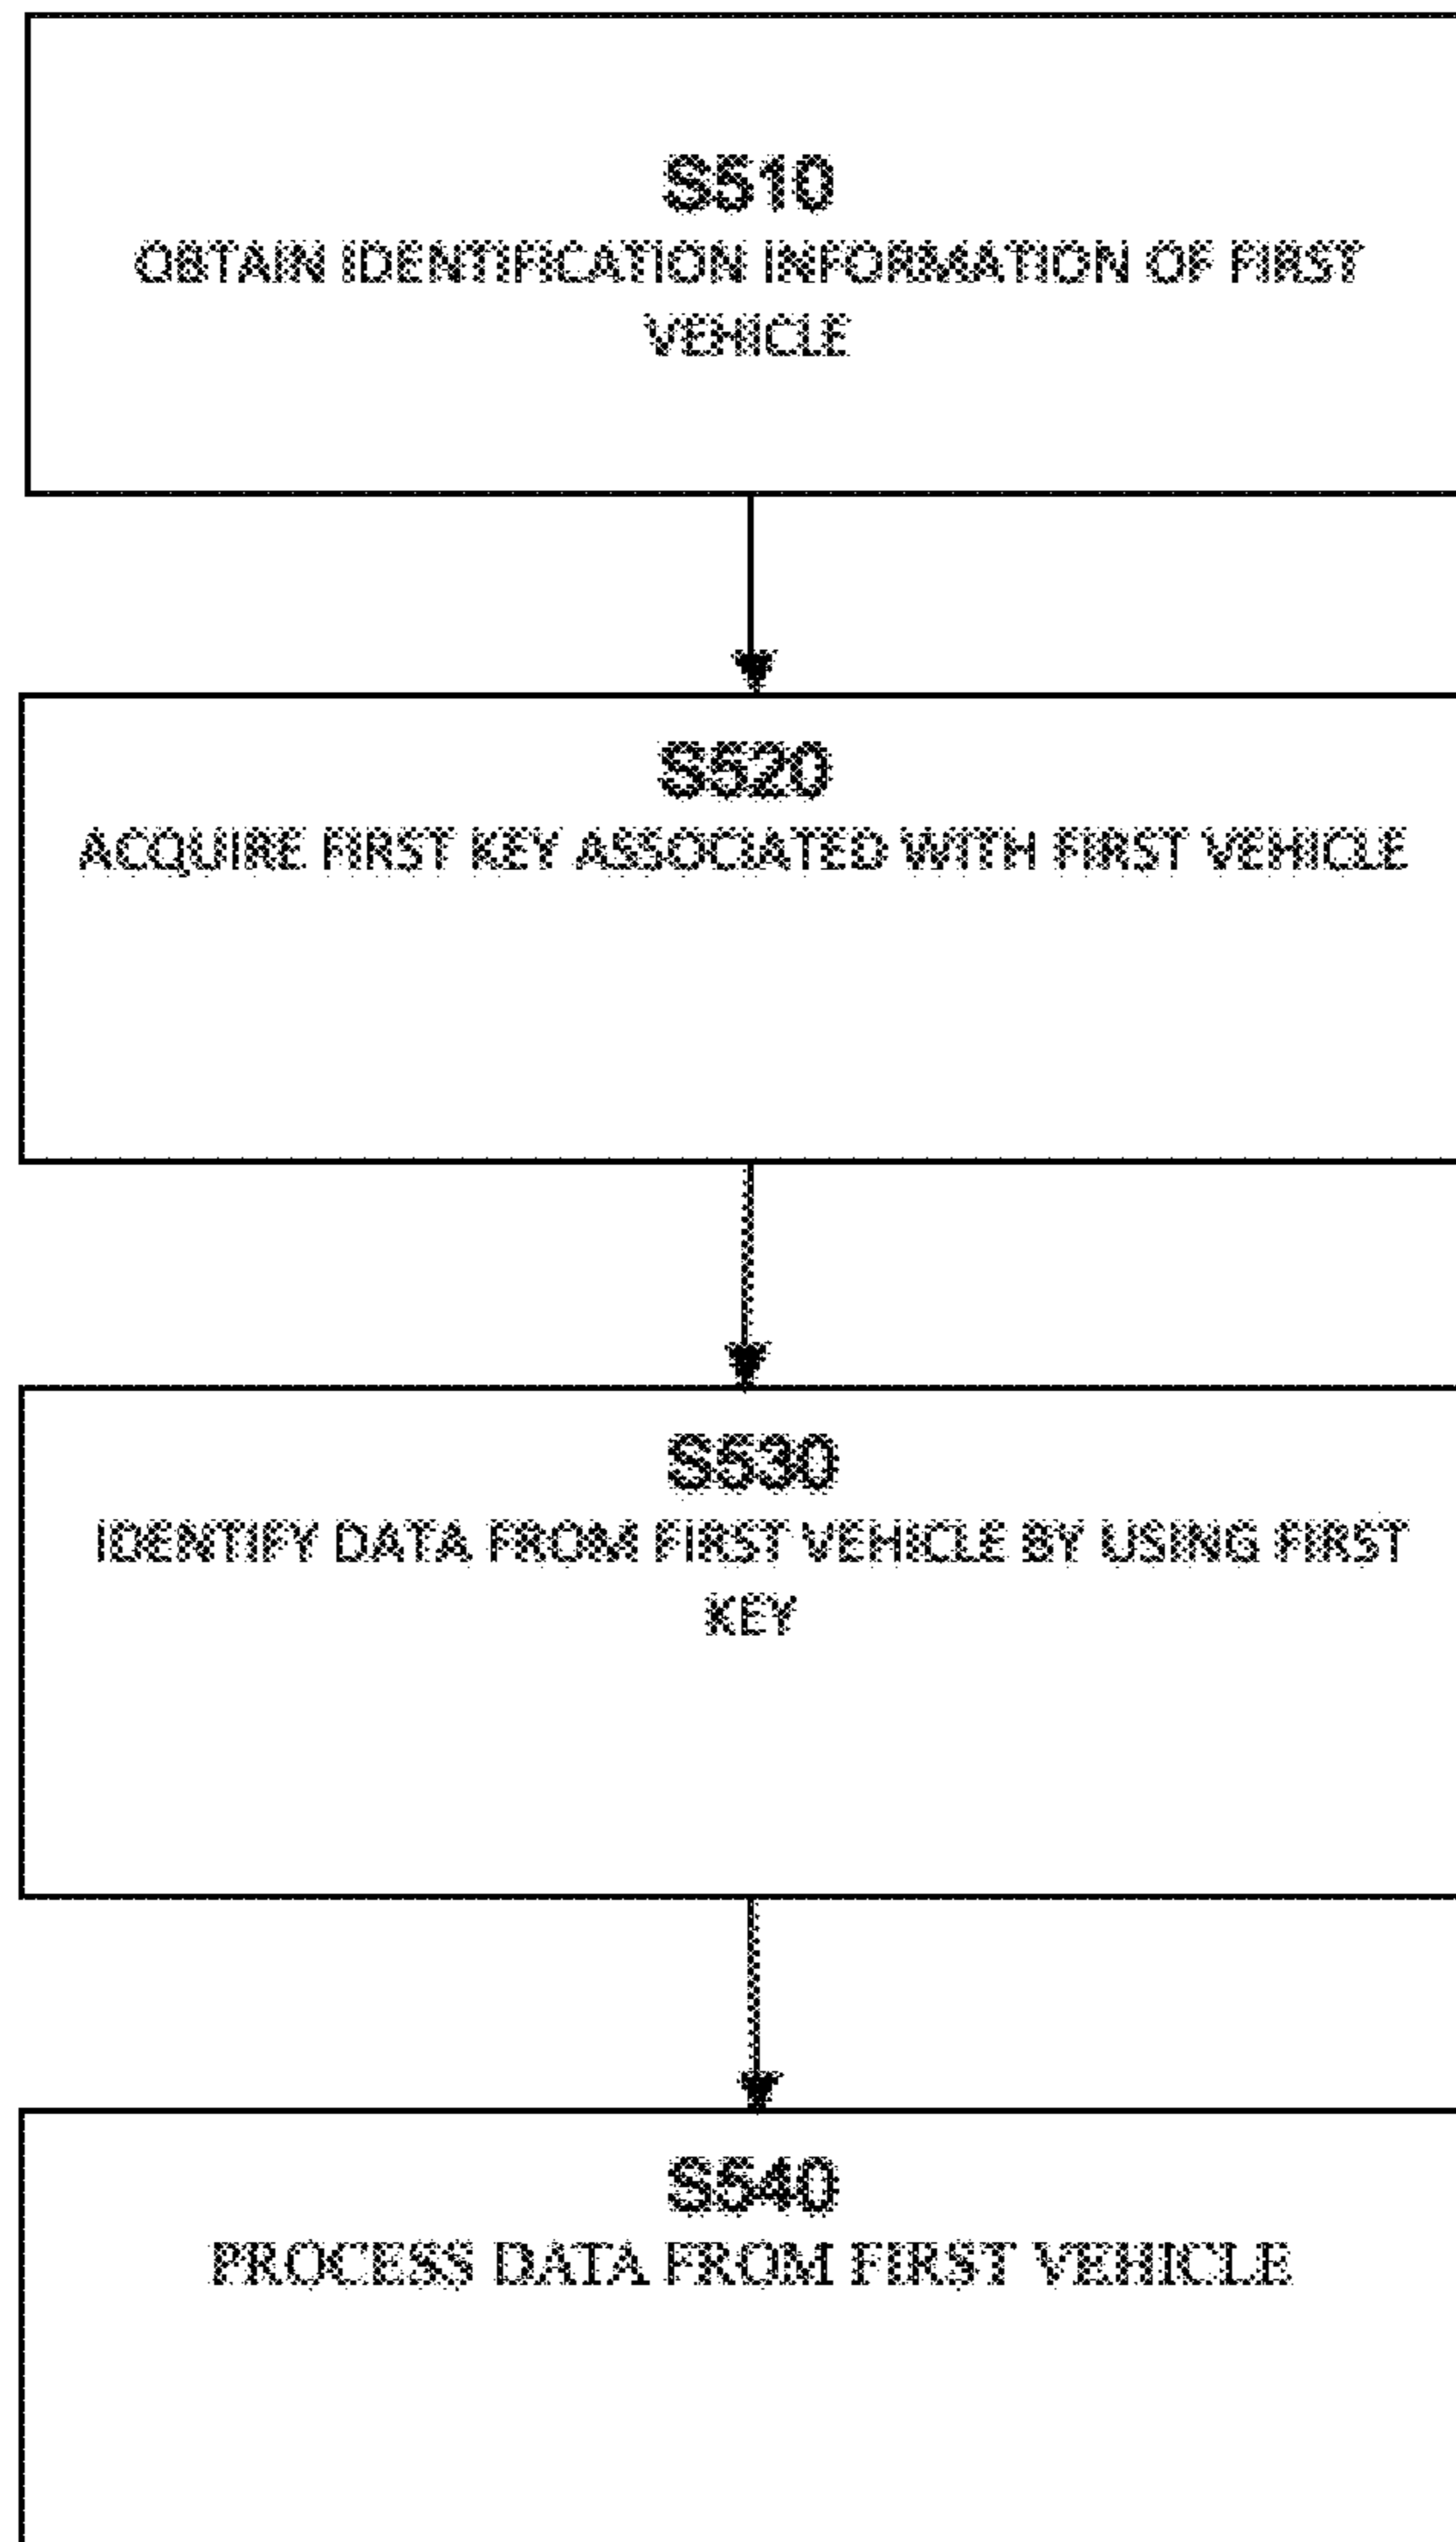 S510
OBTAIN IDENTIFICATION INFORMATION OF FIRST
VEHICLE
S520
ACQUIRE FIRST KEY ASSOCIATED WITH FIRST VEHICLE
S530
IDENTIFY DATA FROM FIRST VEHICLE BY USING FIRST
KEY
S540
PROCESS DATA FROM FIRST VEHICLE